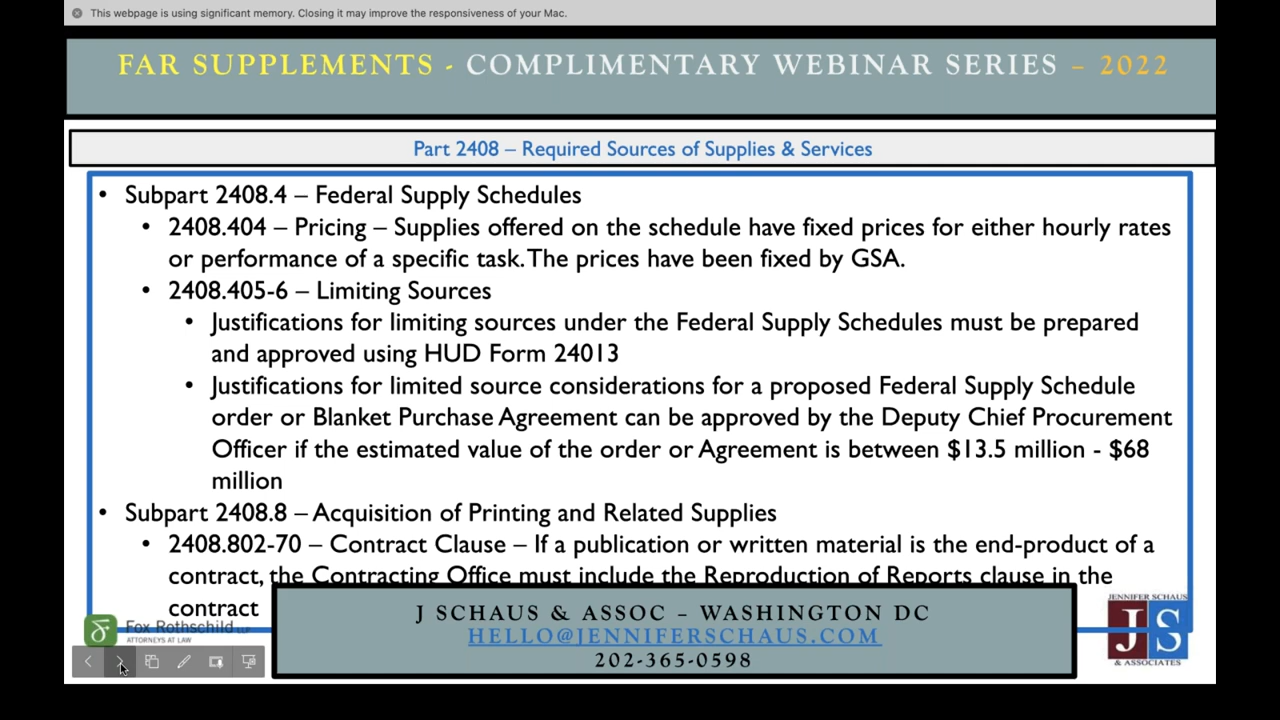 This webpage is using significant memory. Closing it may improve the responsiveness of your Mac.
FAR SUPPLEMENTS - COMPLIMENTARY WEBINAR SERIES – 2022
Part 2408 – Required Sources of Supplies & Services
• Subpart 2408.4 – Federal Supply Schedules
• 2408.404 – Pricing – Supplies offered on the schedule have fixed prices for either hourly rates
or performance of a specific task. The prices have been fixed by GSA.
• 2408.405-6 – Limiting Sources
• Justifications for limiting sources under the Federal Supply Schedules must be prepared
and approved using HUD Form 24013
• Justifications for limited source considerations for a proposed Federal Supply Schedule
order or Blanket Purchase Agreement can be approved by the Deputy Chief Procurement
Officer if the estimated value of the order or Agreement is between $13.5 million - $68
million
• Subpart 2408.8 – Acquisition of Printing and Related Supplies
• 2408.802-70 – Contract Clause – If a publication or written material is the end-product of a
contract, the Contracting Office must include the Reproduction of Reports clause in the
contract
Fox Rothschild LLP
ATTORNEYS AT LAW
J SCHAUS & ASSOC – WASHINGTON DC
HELLO@JENNIFERSCHAUS.COM
202-365-0598
JENNIFER SCHAUS
JS
& ASSOCIATES